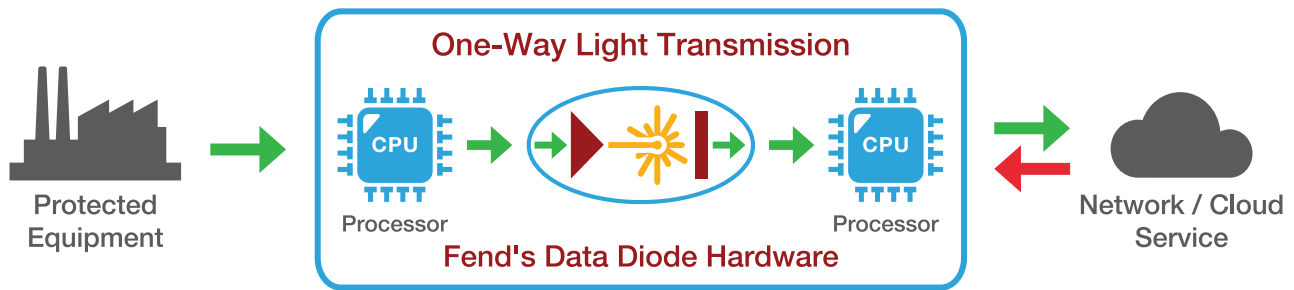 One-Way Light Transmission
CPU
CPU
Protected
Equipment
Processor
Processor
Network / Cloud
Service
Fend's Data Diode Hardware